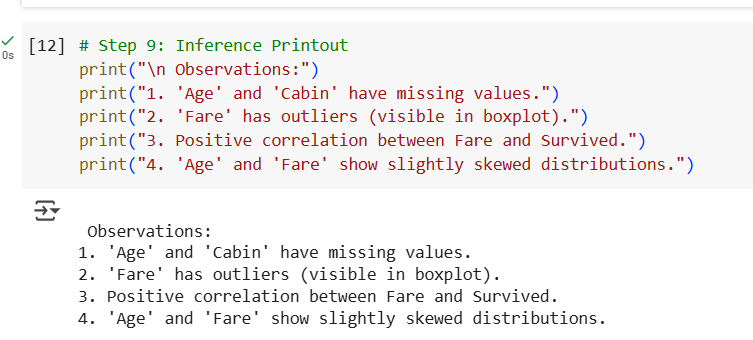 [12] # Step 9: Inference Printout
0s
print("\n Observations:")
print("1. 'Age' and 'Cabin' have missing values.")
print("2. 'Fare' has outliers (visible in boxplot).")
print("3. Positive correlation between Fare and Survived.")
print("4. 'Age' and 'Fare' show slightly skewed distributions.")
Observations:
1. 'Age' and 'Cabin' have missing values.
2. 'Fare' has outliers (visible in boxplot).
3. Positive correlation between Fare and Survived.
4. 'Age' and 'Fare' show slightly skewed distributions.